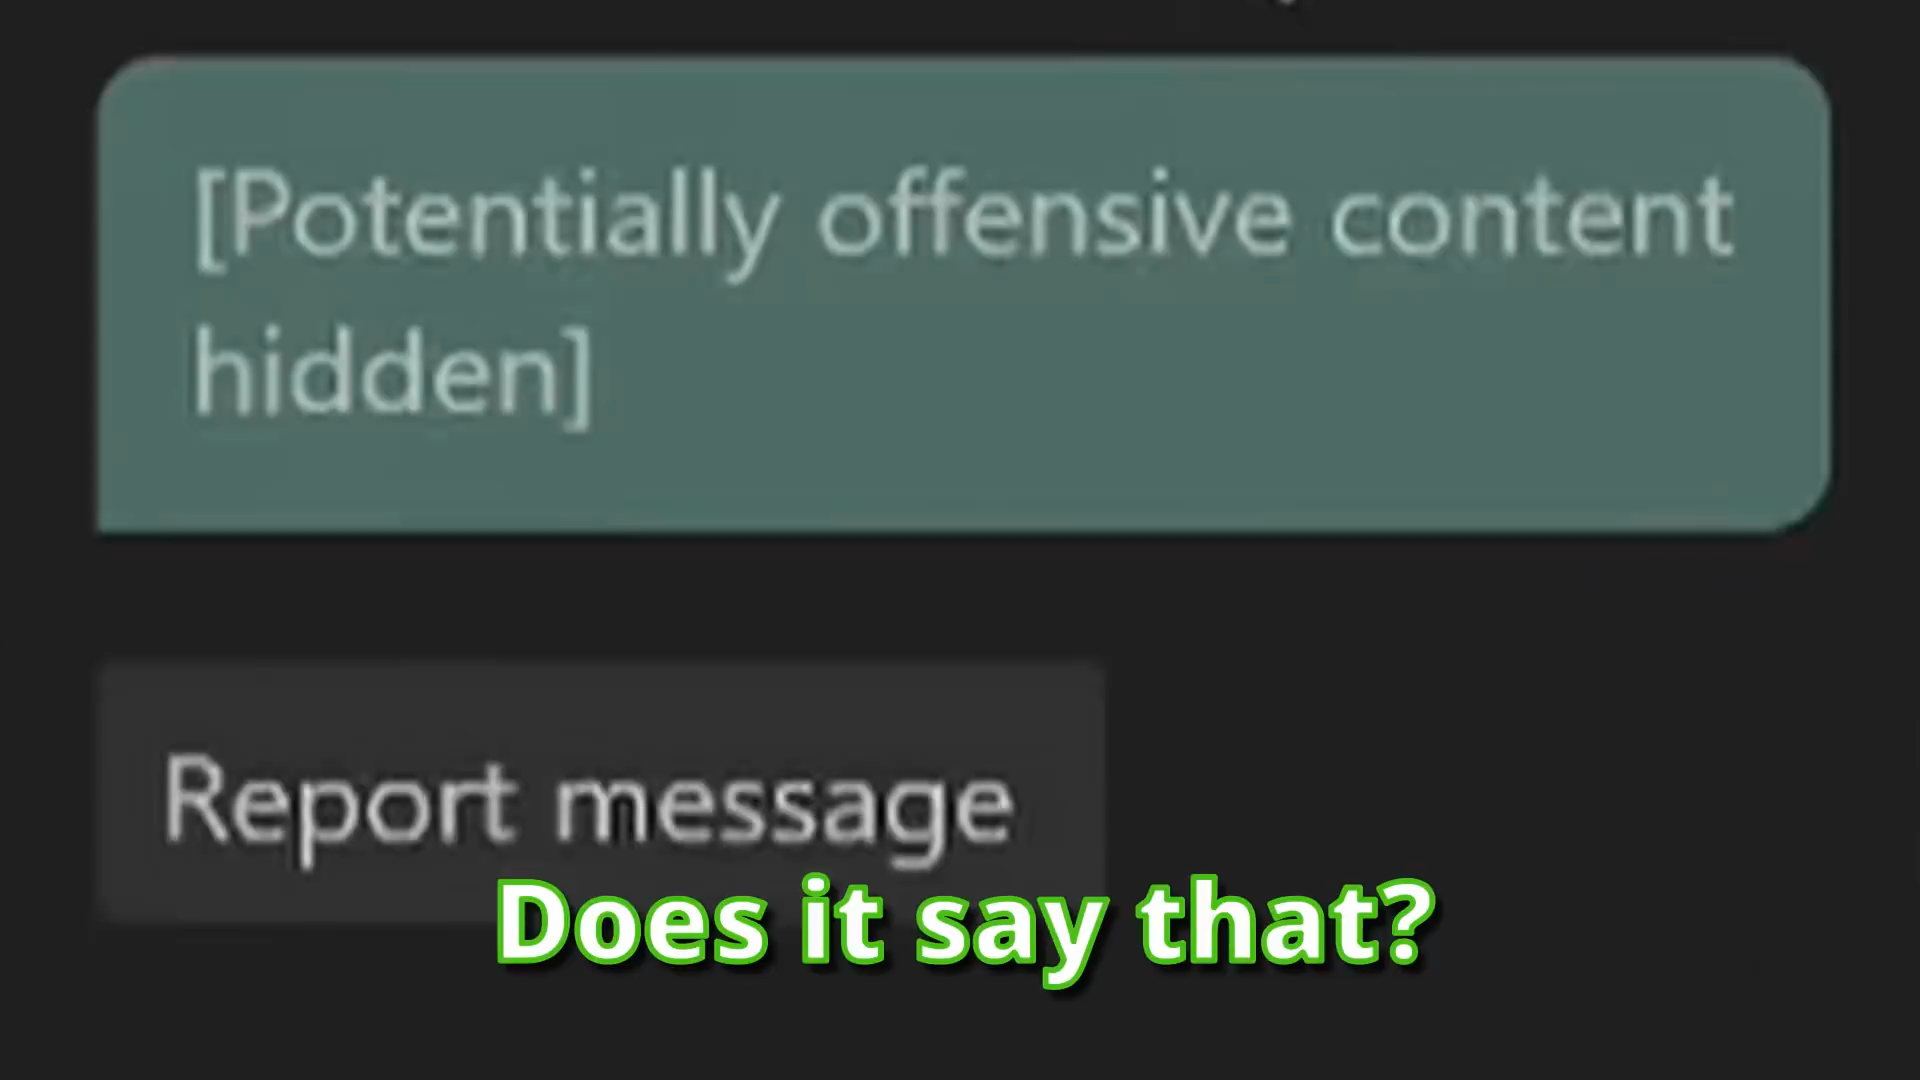 [Potentially offensive content
hidden]
Report message
Does it say that?